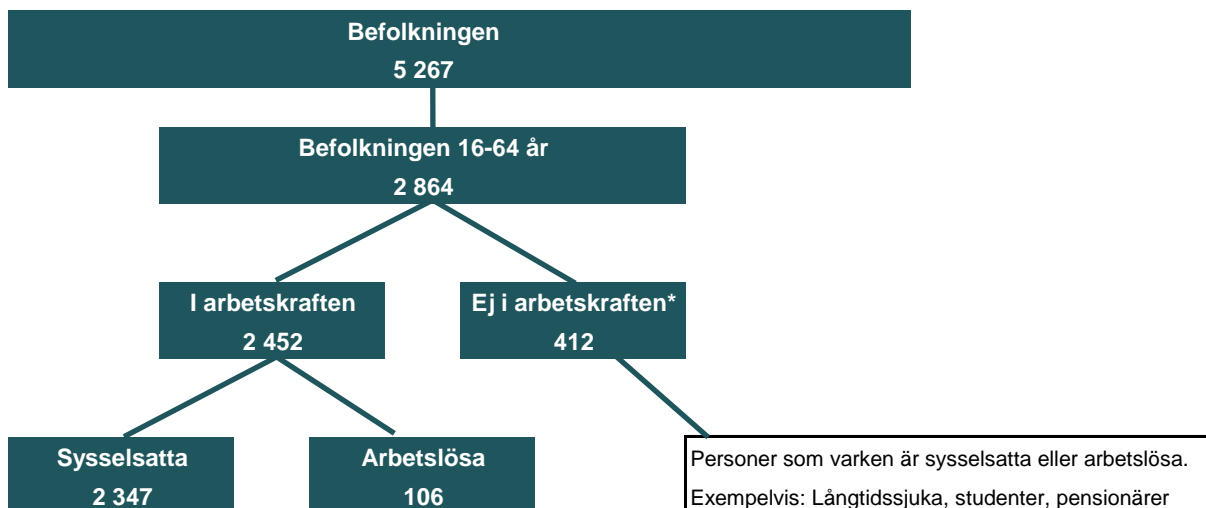 Befolkningen
5 267
Befolkningen 16-64 år
2 864
I arbetskraften
2 452
Ej i arbetskraften*
412
Sysselsatta
2 347
Arbetslösa
106
Personer som varken är sysselsatta eller arbetslösa.
Exempelvis: Långtidssjuka, studenter, pensionärer